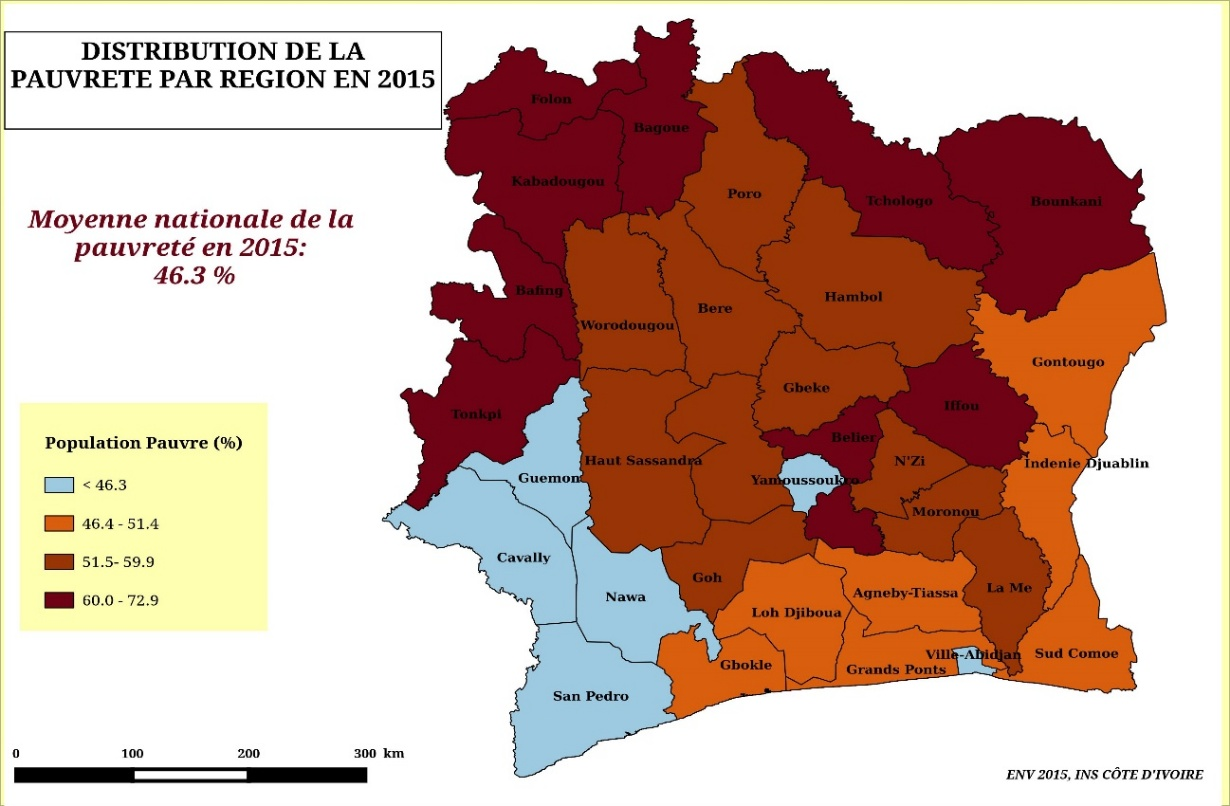 DISTRIBUTION DE LA
PAUVRETE PAR REGION EN 2015
Moyenne nationale de la
pauvreté en 2015:
46.3 %
Folon
Bagoue
Kabadougou
Poro
Tchologo
Bounkani
Bafing
Worodougou
Bere
Hambol
Gontougo
Gbeke
Iffou
Tonkpi
Belier
Haut Sassandra
N'Zi
Indenie Djuablin
Guemon
Yamoussoukro
Moronou
Cavally
Goh
Nawa
La Me
Agneby-Tiassa
Loh Djiboua
Ville-Abidjan
Sud Comoe
Gbokle
Grands Ponts
San Pedro
Population Pauvre (%)
< 46.3
46.4 - 51.4
51.5- 59.9
60.0 - 72.9
0 100 200 300 km
ENV 2015, INS CÔTE D'IVOIRE